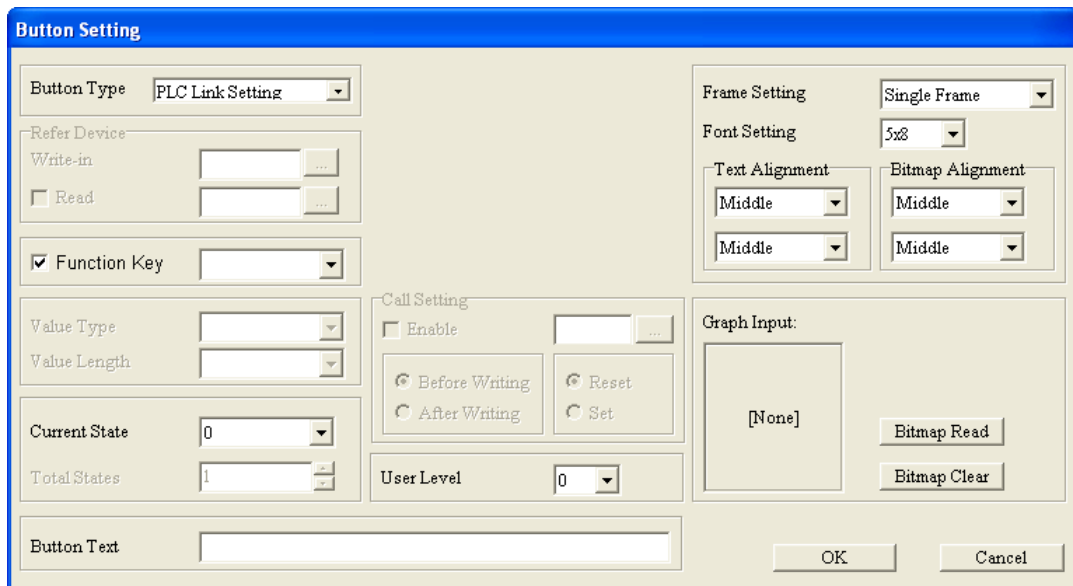 Button Setting
Button Type PLC Link Setting
Refer Device
Write-in ...
Read ...
Function Key
Value Type
Value Length
Current State 0
Total States 1
Call Setting
Enable ...
Before Writing Reset
After Writing Set
User Level 0
Button Text
Frame Setting Single Frame
Font Setting 5x8
Text Alignment Bitmap Alignment
Middle Middle
Middle Middle
Graph Input:
[None]
Bitmap Read
Bitmap Clear
OK Cancel